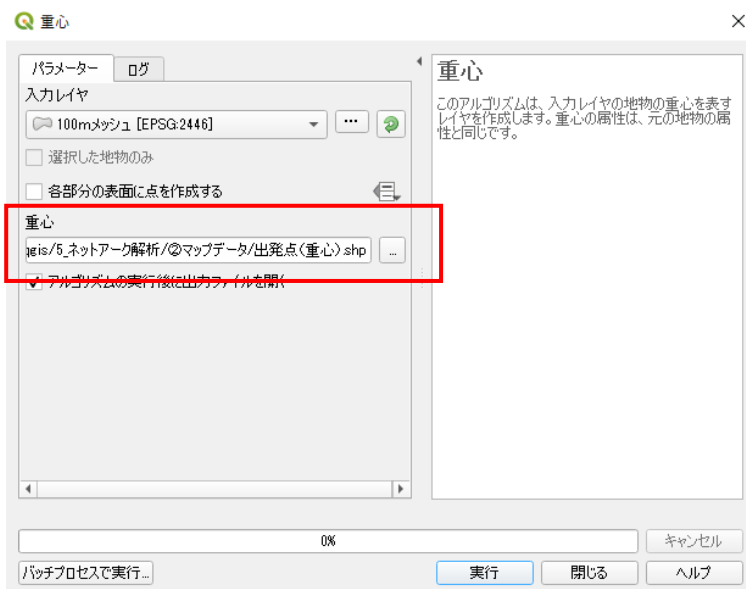 重心
パラメーター ログ
入力レイヤ
100mメッシュ [EPSG:2446]
選択した地物のみ
各部分の表面に点を作成する
重心
gis/5_ネットアーク解析/②マップデータ/出発点(重心).shp
アルゴリズムの実行後に出力ファイルを開く
重心
このアルゴリズムは、入力レイヤの地物の重心を表す
レイヤを作成します。重心の属性は、元の地物の属
性と同じです。
0%
キャンセル
バッチプロセスで実行...
実行 閉じる ヘルプ